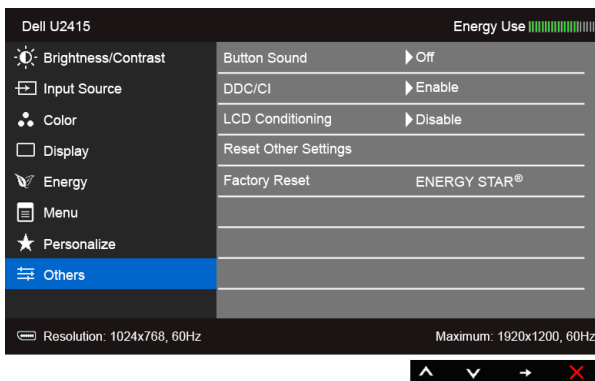 Dell U2415 Energy Use
Brightness/Contrast Button Sound Off
Input Source DDC/CI Enable
Color LCD Conditioning Disable
Display Reset Other Settings
Energy Factory Reset ENERGY STAR®
Menu
Personalize
Others
Resolution: 1024x768, 60Hz Maximum: 1920x1200, 60Hz